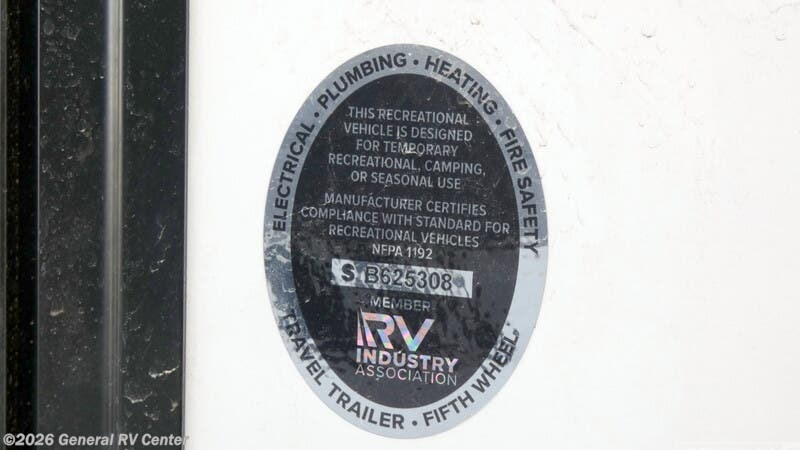 ELECTRICAL • PLUMBING • HEATING • FIRE SAFETY
THIS RECREATIONAL
VEHICLE IS DESIGNED
FOR TEMPORARY
RECREATIONAL, CAMPING,
OR SEASONAL USE
MANUFACTURER CERTIFIES
COMPLIANCE WITH STANDARD FOR
RECREATIONAL VEHICLES
NFPA 1192
S B625308
MEMBER
RV
INDUSTRY
ASSOCIATION
TRAVEL TRAILER • FIFTH WHEEL
©2026 General RV Center